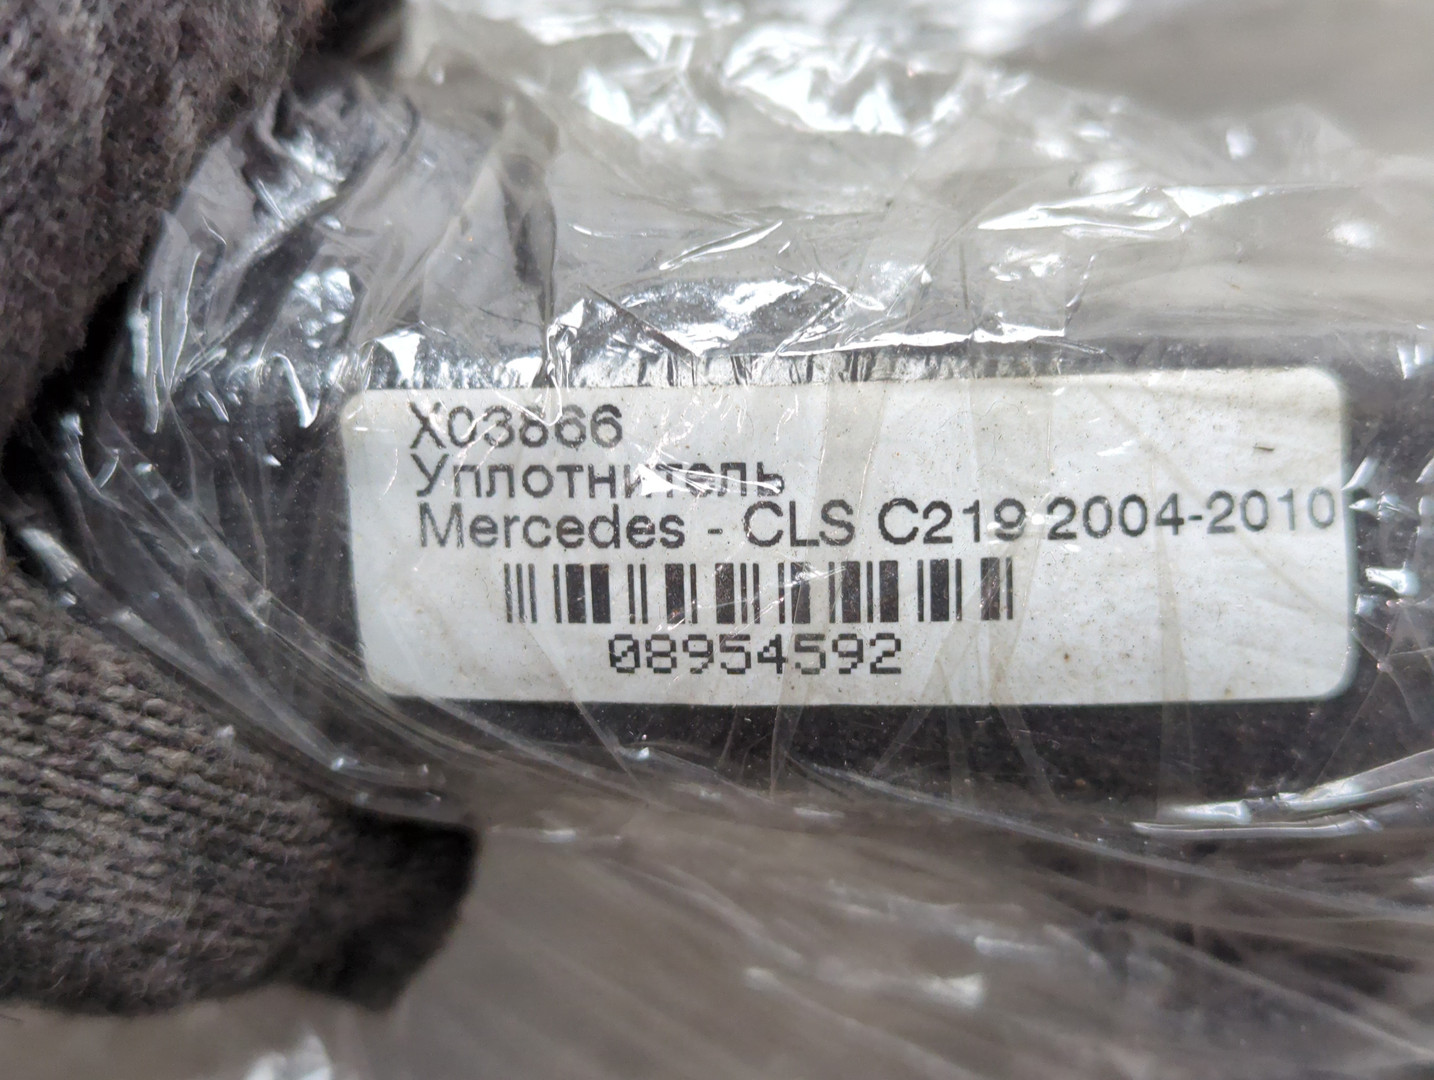 X03866
Уплотнитель
Mercedes - CLS C219 2004-2010
08954592